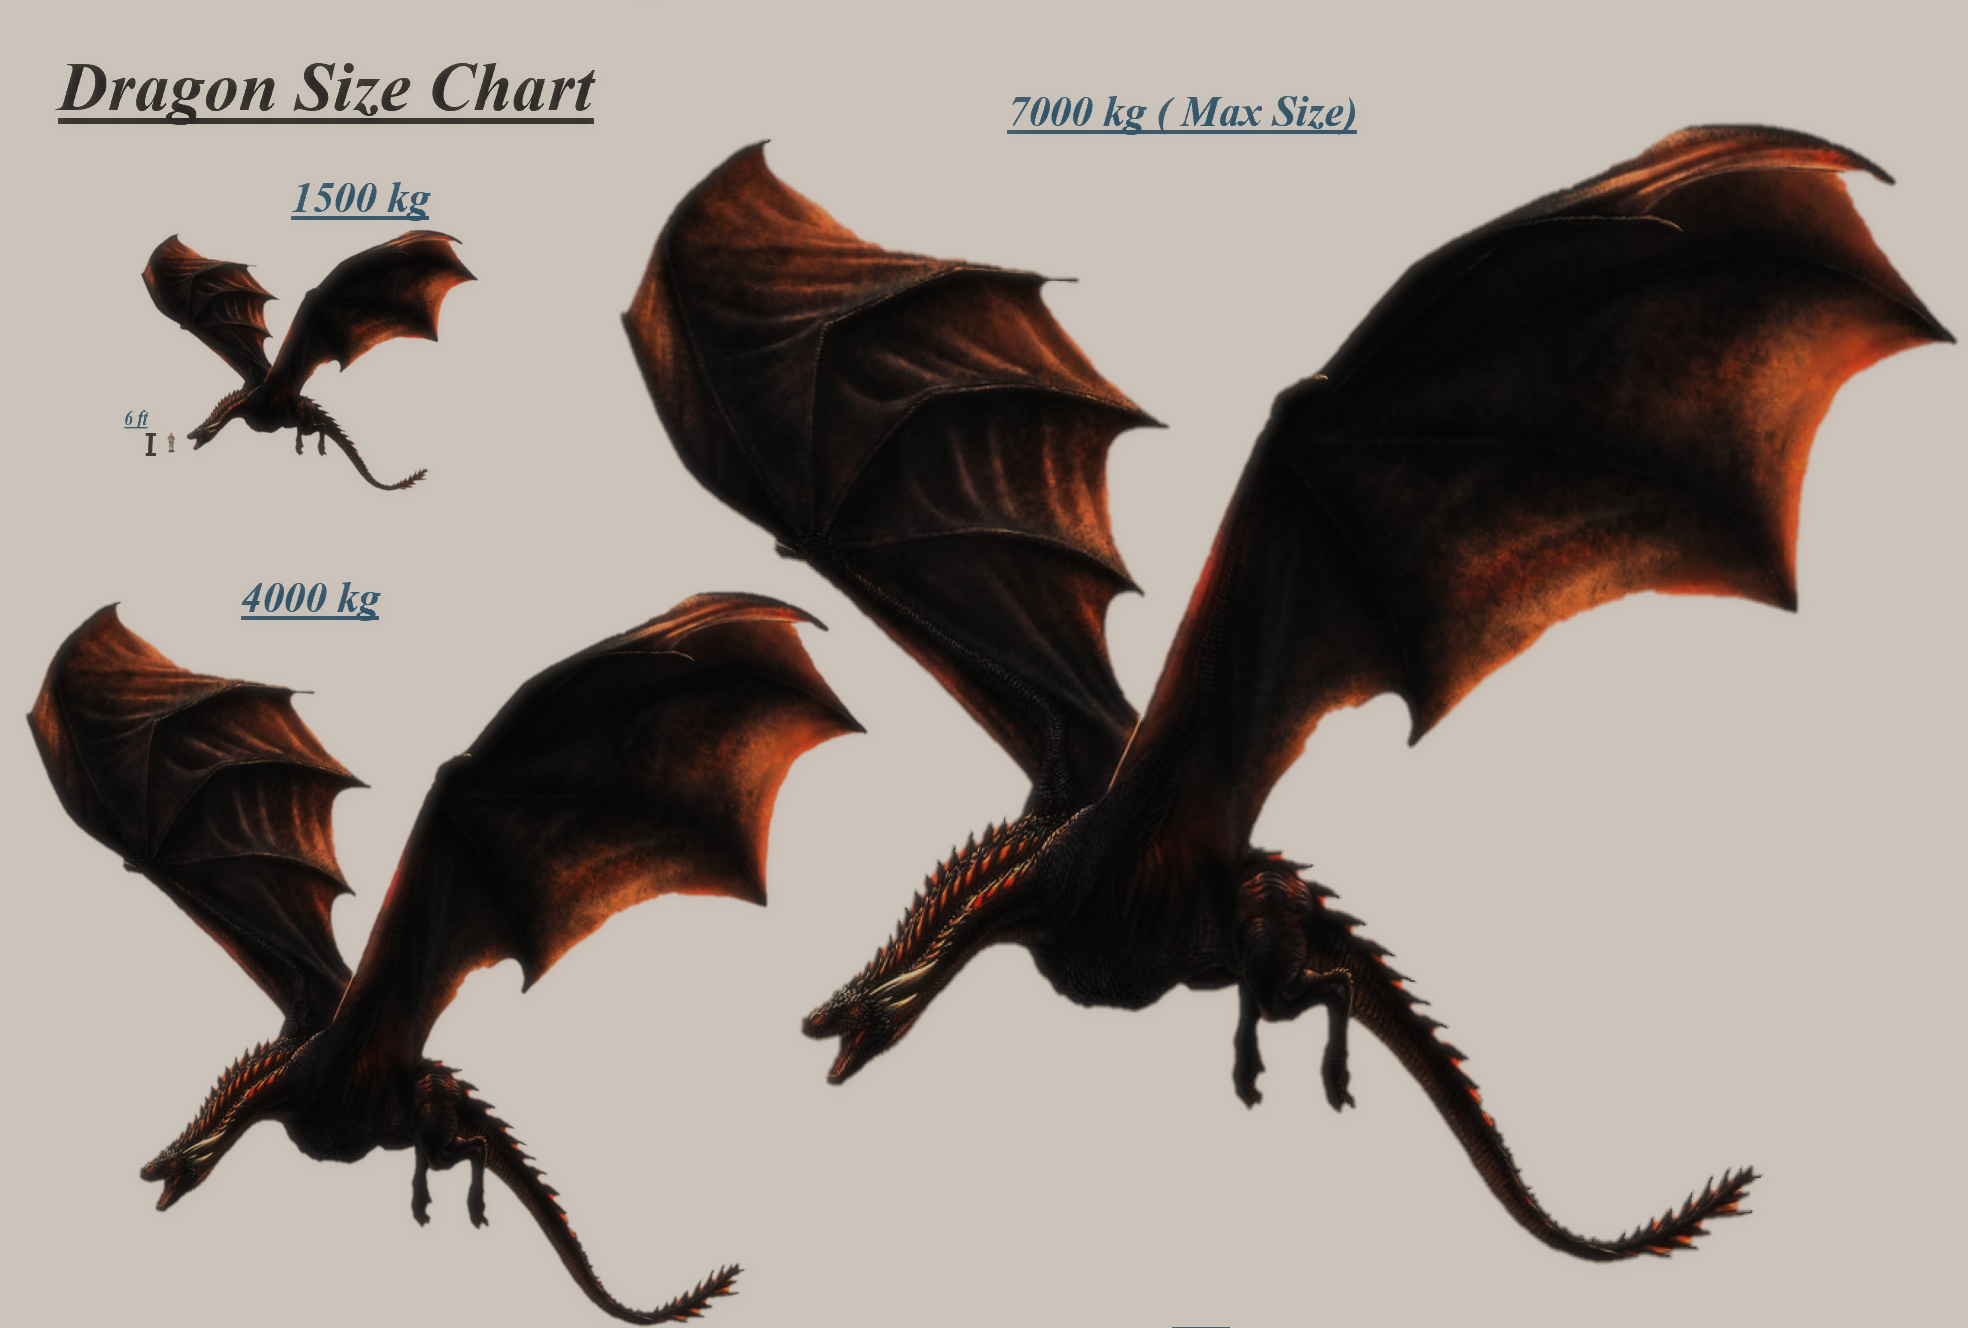 Dragon Size Chart
7000 kg ( Max Size)
1500 kg
6 ft
4000 kg